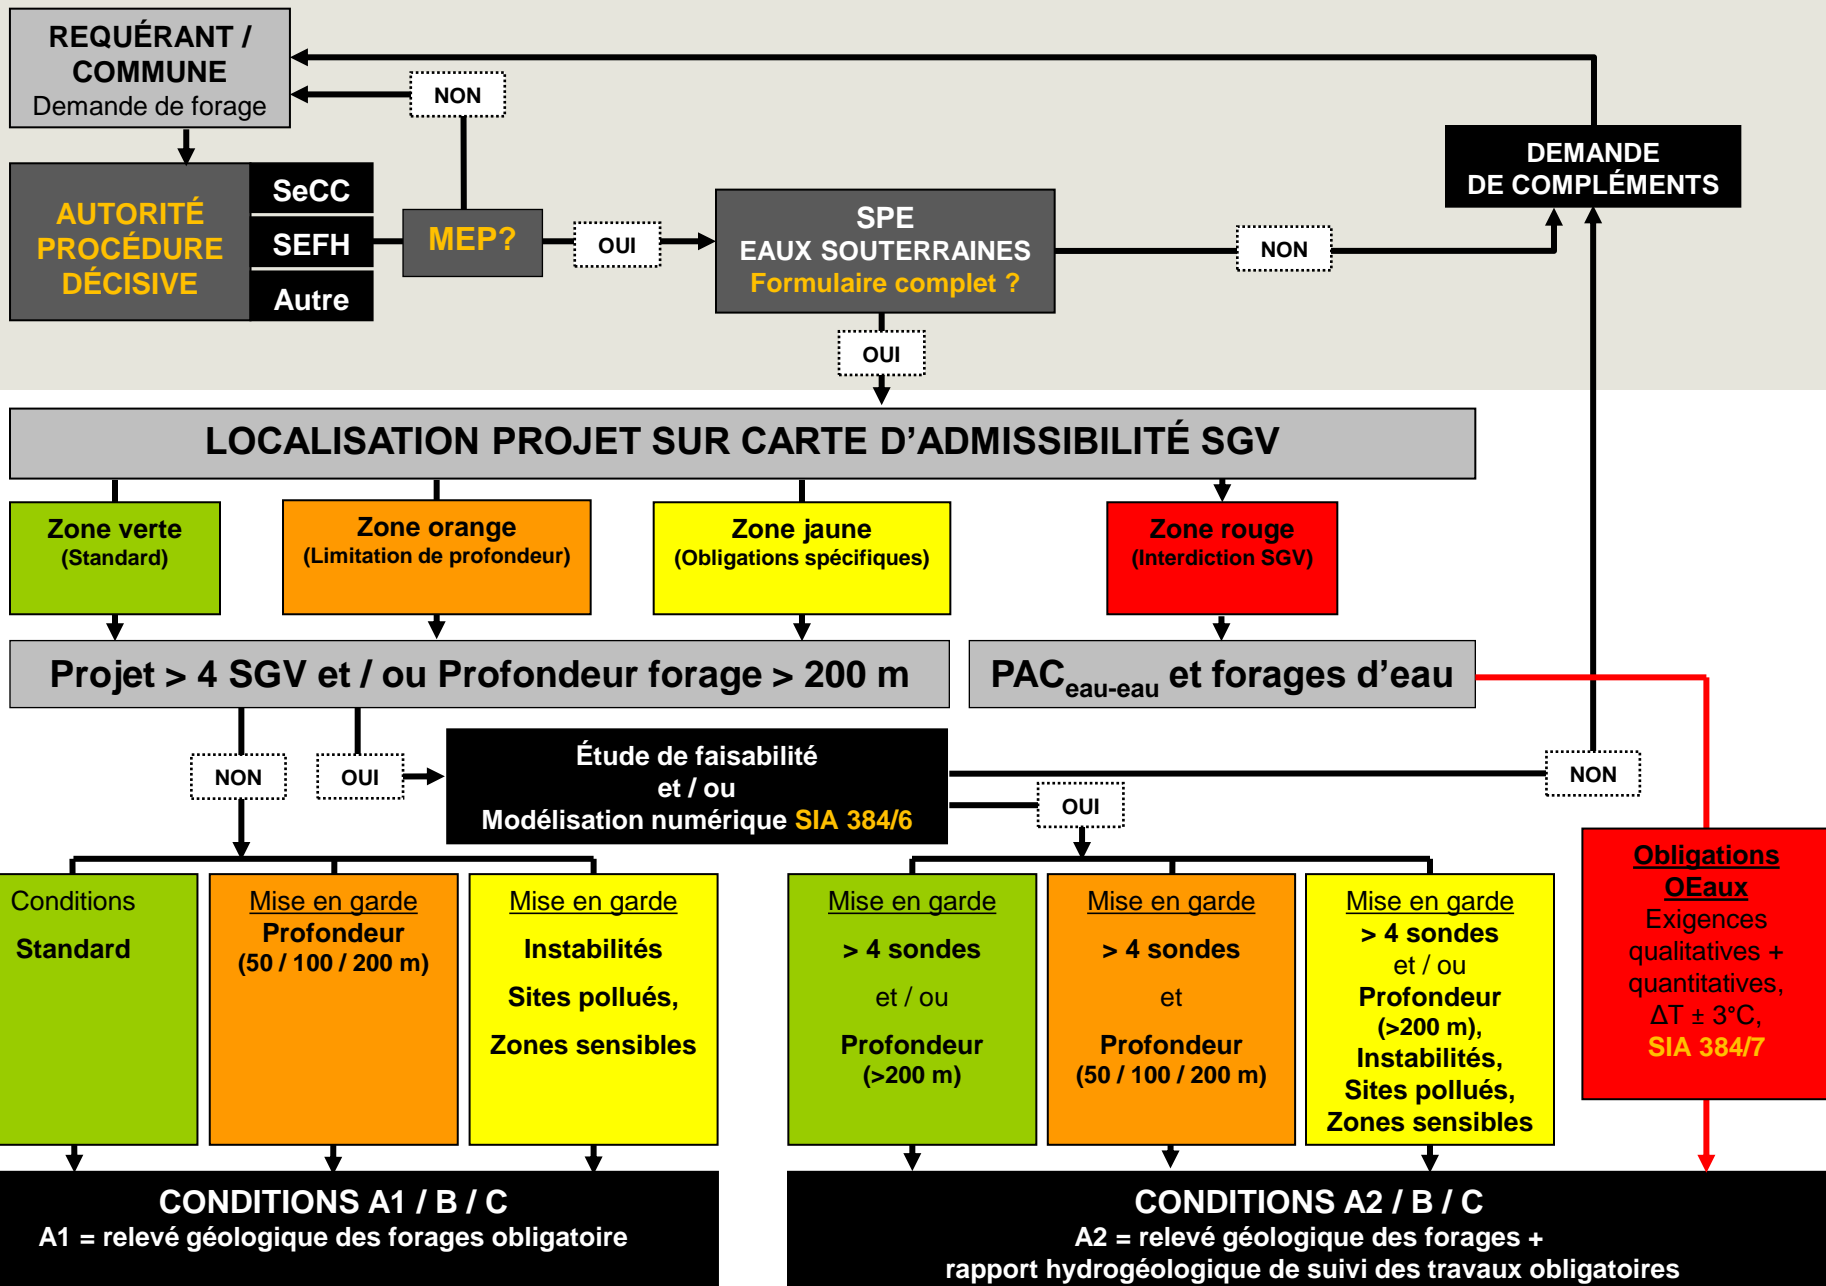 REQUÉRANT /
COMMUNE
Demande de forage
NON
DEMANDE
DE COMPLÉMENTS
AUTORITÉ
PROCÉDURE
DÉCISIVE
SeCC
SEFH
Autre
MEP?
OUI
SPE
EAUX SOUTERRAINES
Formulaire complet ?
NON
OUI
LOCALISATION PROJET SUR CARTE D'ADMISSIBILITÉ SGV
Zone verte
(Standard)
Zone orange
(Limitation de profondeur)
Zone jaune
(Obligations spécifiques)
Zone rouge
(Interdiction SGV)
Projet > 4 SGV et / ou Profondeur forage > 200 m
PACeau-eau et forages d'eau
NON
OUI
Étude de faisabilité
et / ou
Modélisation numérique SIA 384/6
OUI
NON
Conditions
Standard
Mise en garde
Profondeur
(50 / 100 / 200 m)
Mise en garde
Instabilités
Sites pollués,
Zones sensibles
Mise en garde
> 4 sondes
et / ou
Profondeur
(>200 m)
Mise en garde
> 4 sondes
et
Profondeur
(50 / 100 / 200 m)
Mise en garde
> 4 sondes
et / ou
Profondeur
(>200 m),
Instabilités,
Sites pollués,
Zones sensibles
Obligations
OEaux
Exigences
qualitatives +
quantitatives,
ΔT ± 3°C,
SIA 384/7
CONDITIONS A1 / B / C
A1 = relevé géologique des forages obligatoire
CONDITIONS A2 / B / C
A2 = relevé géologique des forages +
rapport hydrogéologique de suivi des travaux obligatoires